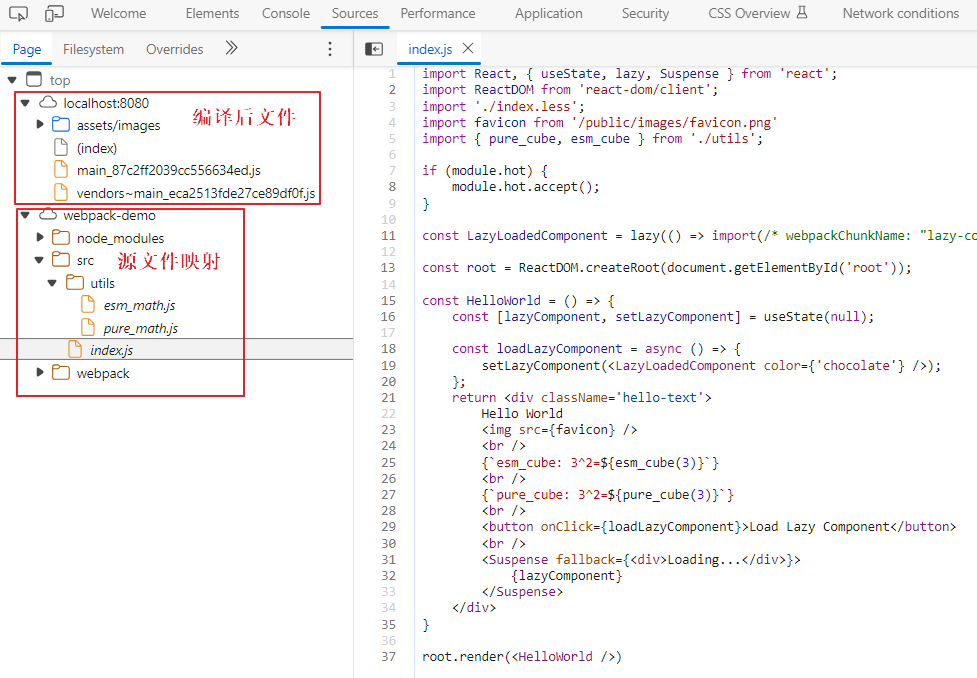 Welcome Elements Console Sources Performance Application Security CSS Overview Network conditions
Page Filesystem Overrides
index.js
top
localhost:8080
编译后文件
assets/images
(index)
main_87c2ff2039cc556634ed.js
vendors~main_eca2513fde27ce89df0f.js
webpack-demo
node_modules
src
源文件映射
utils
esm_math.js
pure_math.js
index.js
webpack
1 import React, { useState, lazy, Suspense } from 'react';
2 import ReactDOM from 'react-dom/client';
3 import './index.less';
4 import favicon from '/public/images/favicon.png'
5 import { pure_cube, esm_cube } from './utils';
6
7 if (module.hot) {
8     module.hot.accept();
9 }
10
11 const LazyLoadedComponent = lazy(() => import(/* webpackChunkName: "lazy-co
12
13 const root = ReactDOM.createRoot(document.getElementById('root'));
14
15 const HelloWorld = () => {
16     const [lazyComponent, setLazyComponent] = useState(null);
17
18     const loadLazyComponent = async () => {
19         setLazyComponent(<LazyLoadedComponent color={'chocolate'} />);
20     };
21     return <div className='hello-text'>
22         Hello World
23         <img src={favicon} />
24         <br />
25         {`esm_cube: 3^2=${esm_cube(3)}`}
26         <br />
27         {`pure_cube: 3^2=${pure_cube(3)}`}
28         <br />
29         <button onClick={loadLazyComponent}>Load Lazy Component</button>
30         <br />
31         <Suspense fallback={<div>Loading...</div>}>
32             {lazyComponent}
33         </Suspense>
34     </div>
35 }
36
37 root.render(<HelloWorld />)